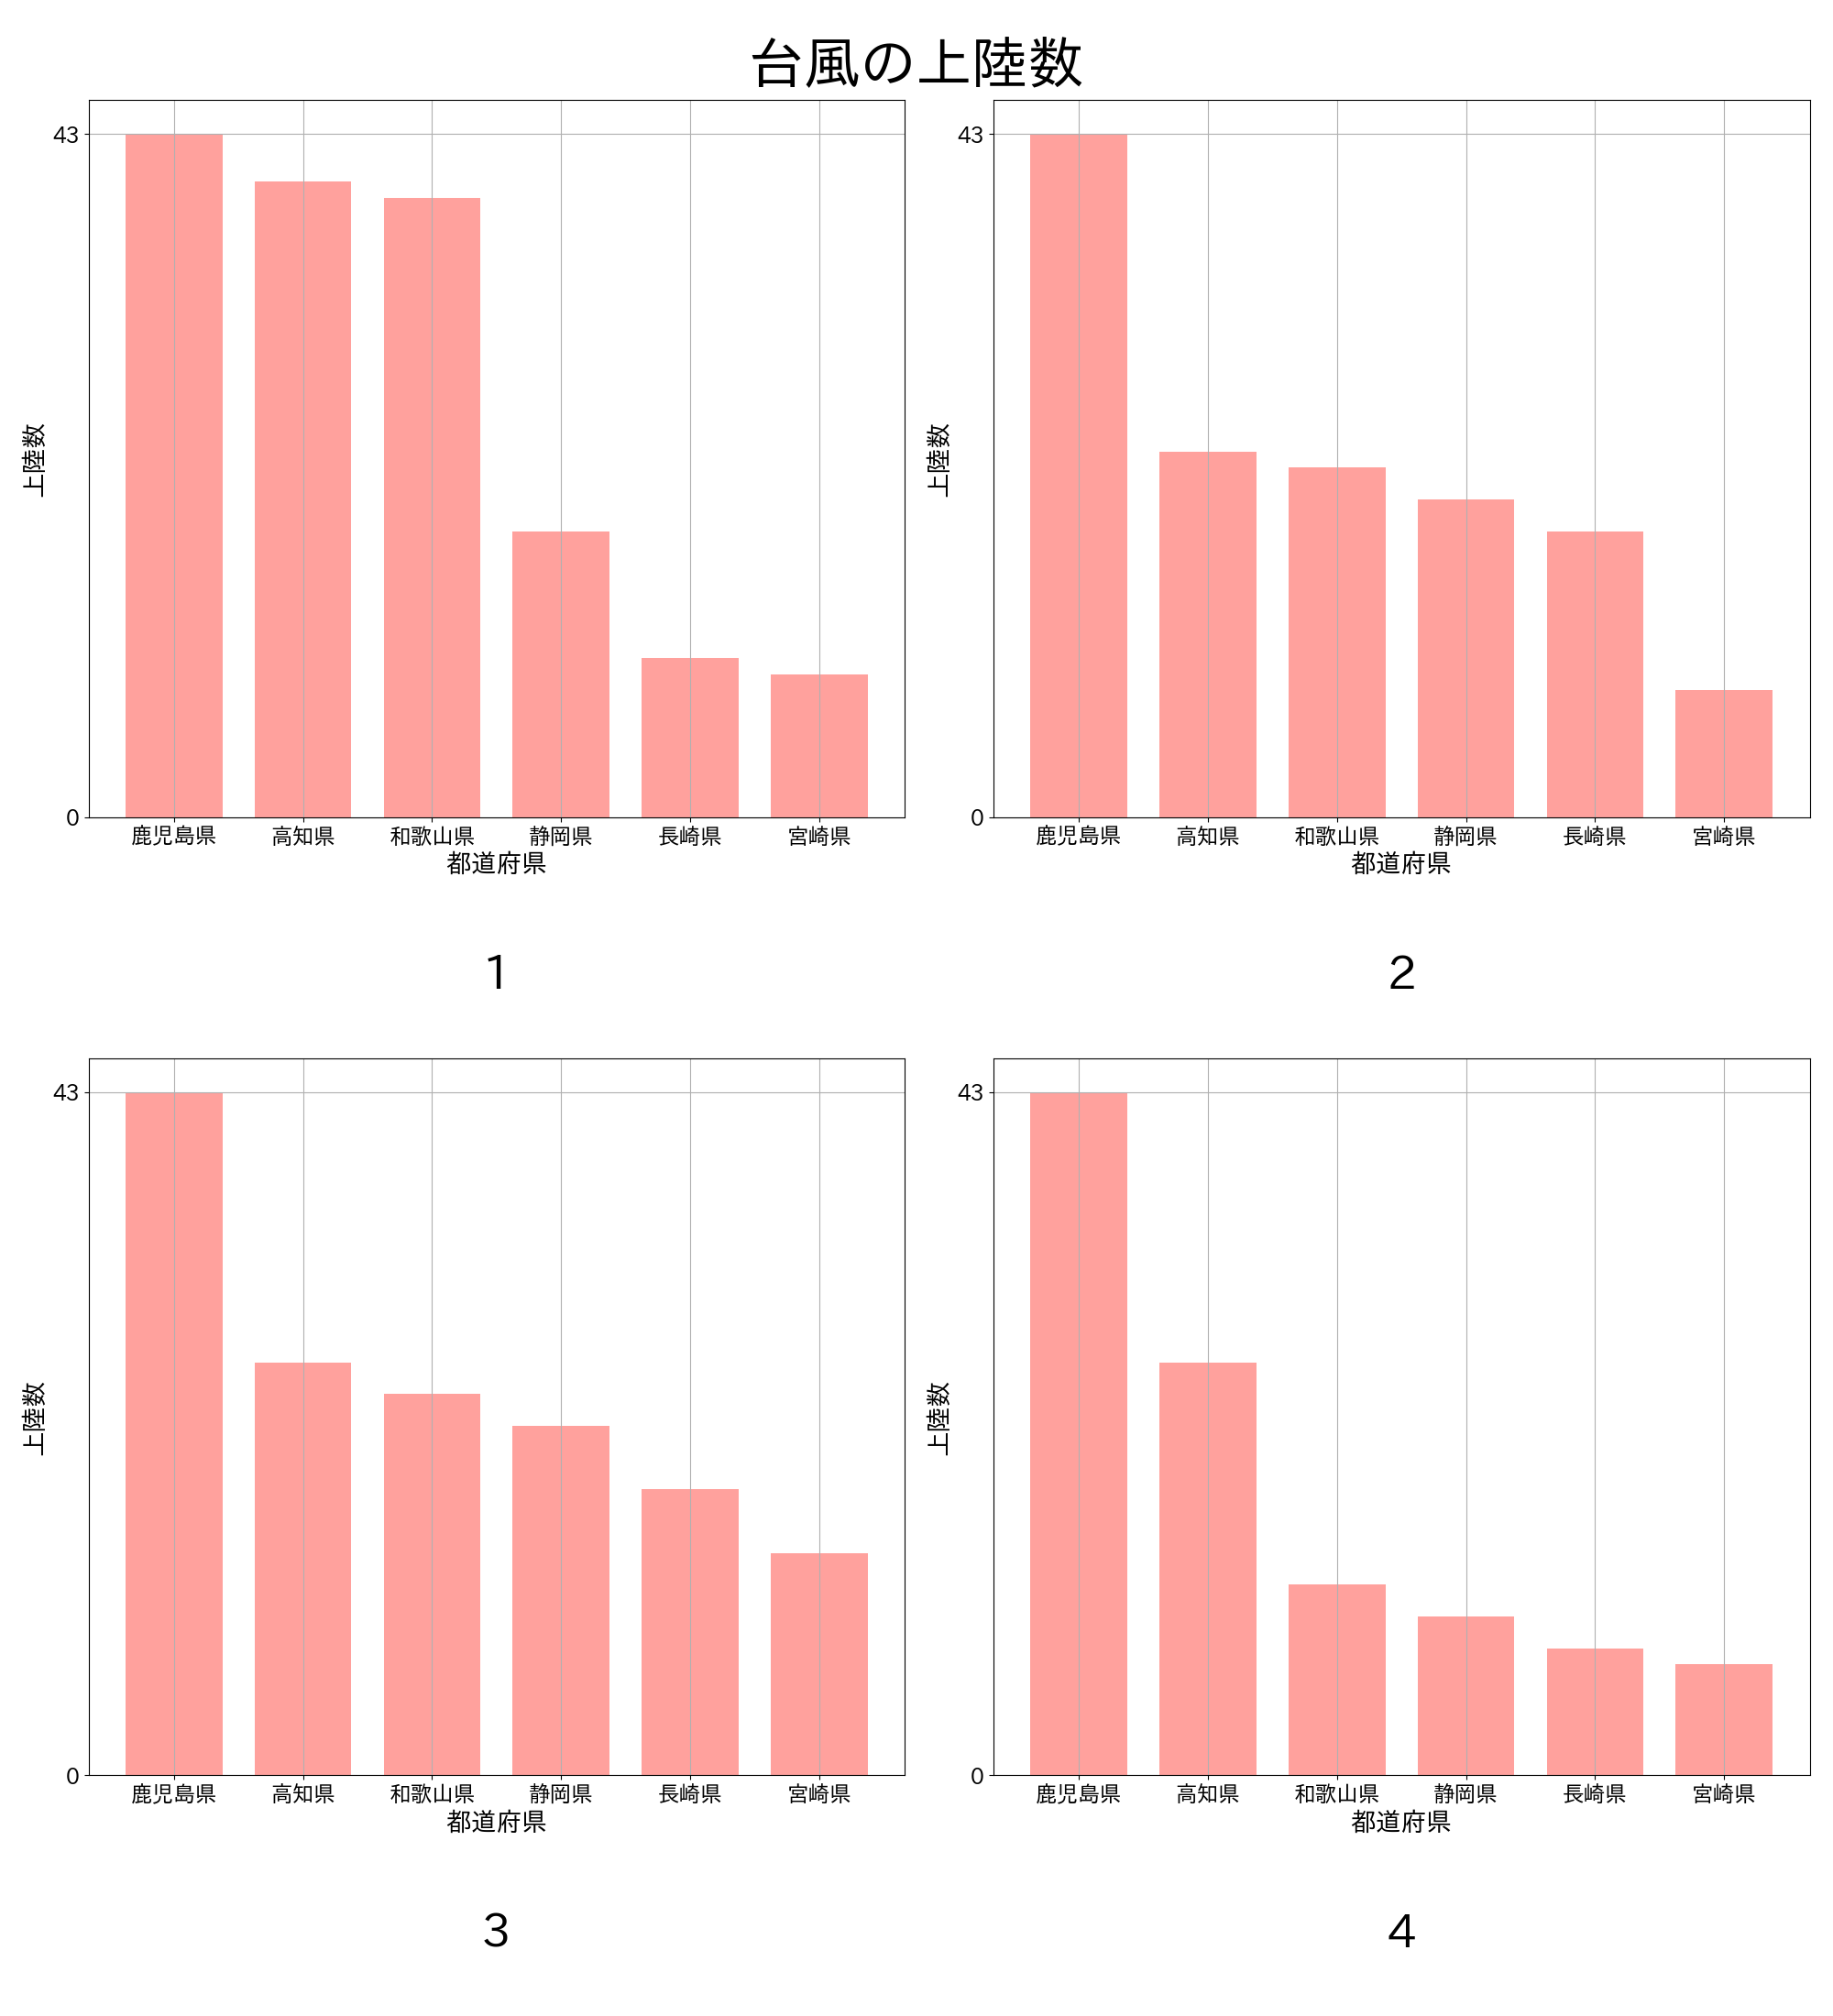 台風の上陸数
43
0
上陸数
鹿児島県 高知県 和歌山県 静岡県 長崎県 宮崎県
都道府県
1
43
0
上陸数
鹿児島県 高知県 和歌山県 静岡県 長崎県 宮崎県
都道府県
2
43
0
上陸数
鹿児島県 高知県 和歌山県 静岡県 長崎県 宮崎県
都道府県
3
43
0
上陸数
鹿児島県 高知県 和歌山県 静岡県 長崎県 宮崎県
都道府県
4